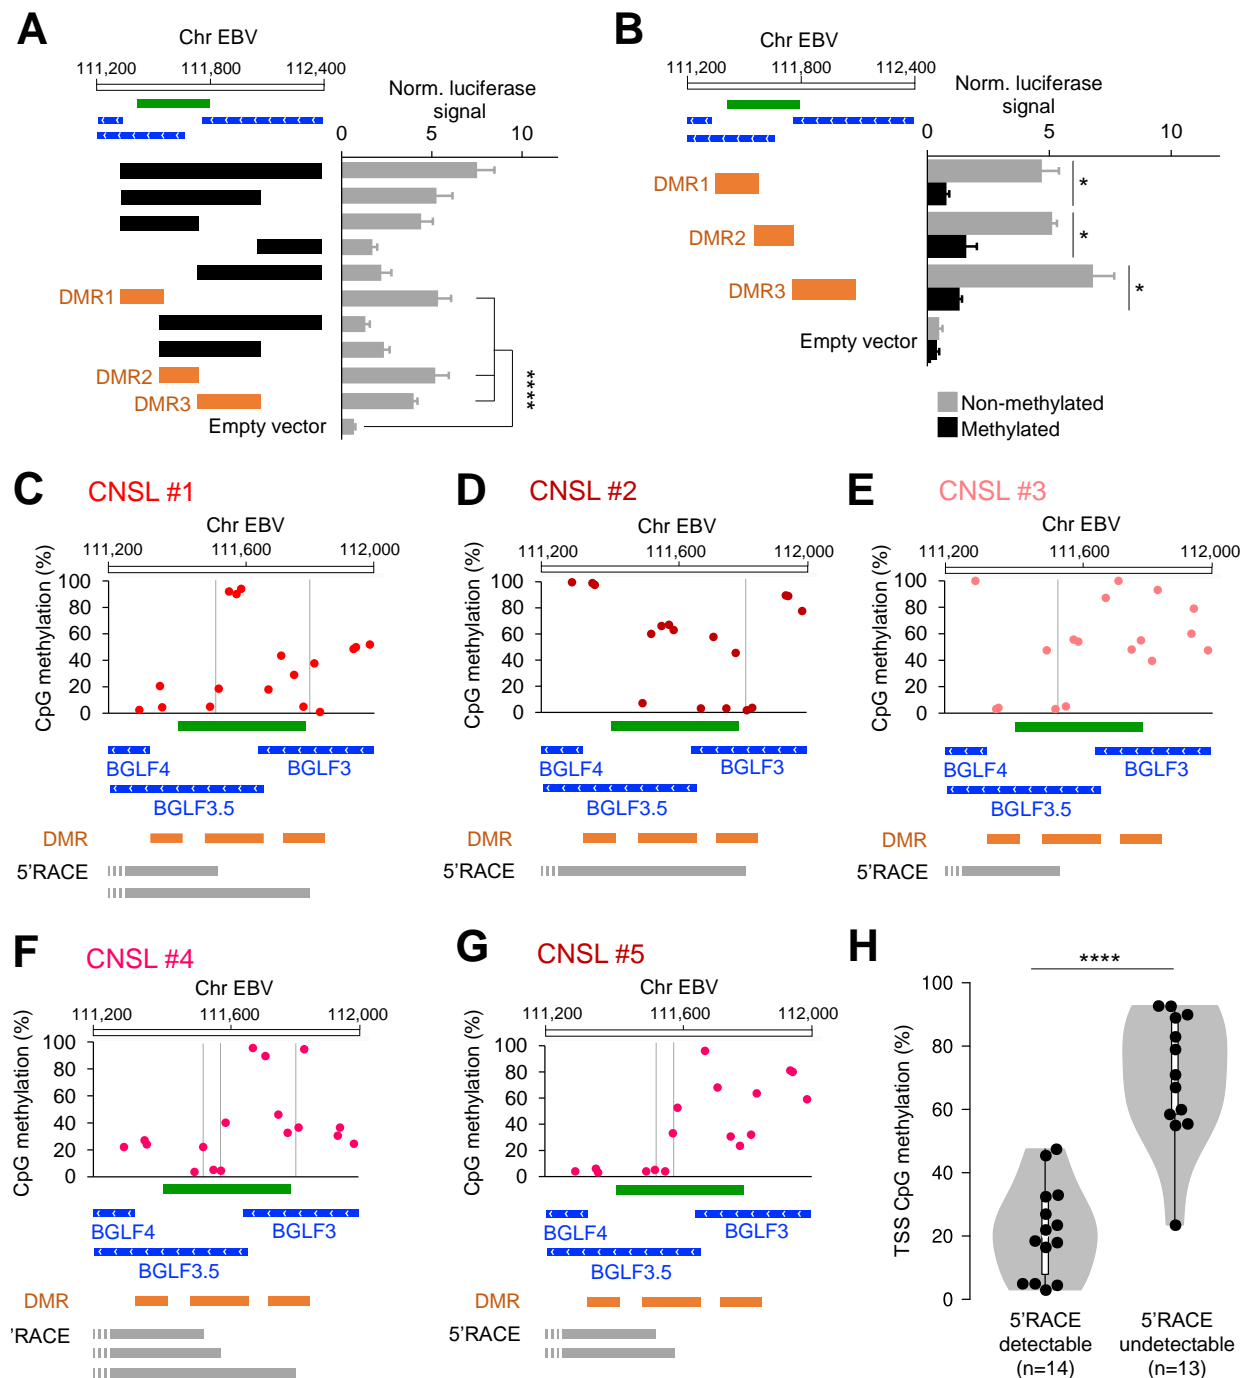 A
Chr EBV
111,200
111,800
112,400
Norm. luciferase
signal
0
5
10
DMR1
DMR2
DMR3
Empty vector
****
B
Chr EBV
111,200
111,800
112,400
Norm. luciferase
signal
0
5
10
DMR1
DMR2
DMR3
Empty vector
*
*
*
Non-methylated
Methylated
C
CNSL #1
Chr EBV
111,200
111,600
112,000
CpG methylation (%)
100
80
60
40
20
0
BGLF4
BGLF3
BGLF3.5
DMR
5'RACE
D
CNSL #2
Chr EBV
111,200
111,600
112,000
CpG methylation (%)
100
80
60
40
20
0
BGLF4
BGLF3
BGLF3.5
DMR
5'RACE
E
CNSL #3
Chr EBV
111,200
111,600
112,000
CpG methylation (%)
100
80
60
40
20
0
BGLF4
BGLF3
BGLF3.5
DMR
5'RACE
F
CNSL #4
Chr EBV
111,200
111,600
112,000
CpG methylation (%)
100
80
60
40
20
0
BGLF4
BGLF3
BGLF3.5
DMR
'RACE
G
CNSL #5
Chr EBV
111,200
111,600
112,000
CpG methylation (%)
100
80
60
40
20
0
BGLF4
BGLF3
BGLF3.5
DMR
5'RACE
H
****
TSS CpG methylation (%)
100
80
60
40
20
0
5'RACE
detectable
(n=14)
5'RACE
undetectable
(n=13)